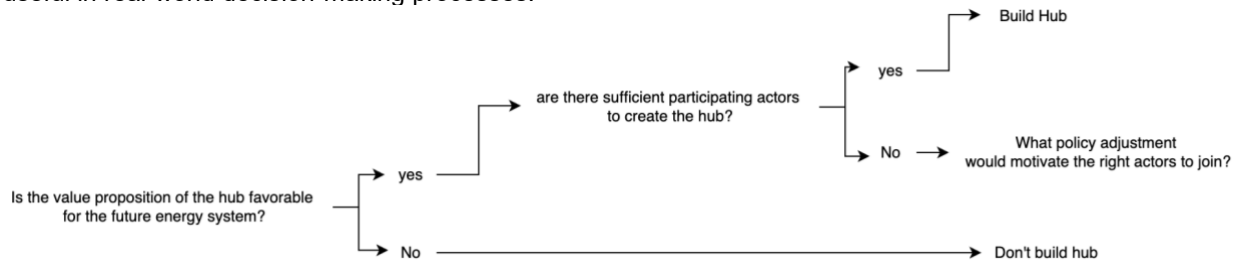 useful in real-world decision-making processes.
Build Hub
yes
are there sufficient participating actors
to create the hub?
No
What policy adjustment
would motivate the right actors to join?
yes
Is the value proposition of the hub favorable
for the future energy system?
No
Don't build hub